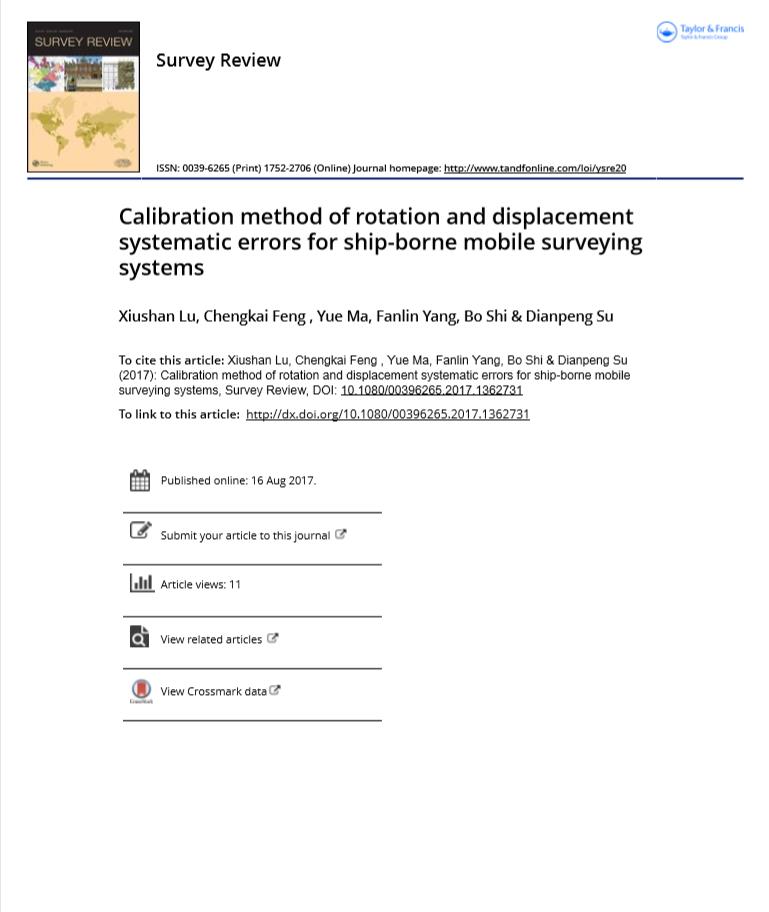 SURVEY REVIEW
Taylor & Francis
Taylor & Francis Group
Survey Review
ISSN: 0039-6265 (Print) 1752-2706 (Online) Journal homepage: http://www.tandfonline.com/loi/ysre20
Calibration method of rotation and displacement
systematic errors for ship-borne mobile surveying
systems
Xiushan Lu, Chengkai Feng , Yue Ma, Fanlin Yang, Bo Shi & Dianpeng Su
To cite this article: Xiushan Lu, Chengkai Feng , Yue Ma, Fanlin Yang, Bo Shi & Dianpeng Su
(2017): Calibration method of rotation and displacement systematic errors for ship-borne mobile
surveying systems, Survey Review, DOI: 10.1080/00396265.2017.1362731
To link to this article: http://dx.doi.org/10.1080/00396265.2017.1362731
Published online: 16 Aug 2017.
Submit your article to this journal
Article views: 11
View related articles
View Crossmark data
CrossMark